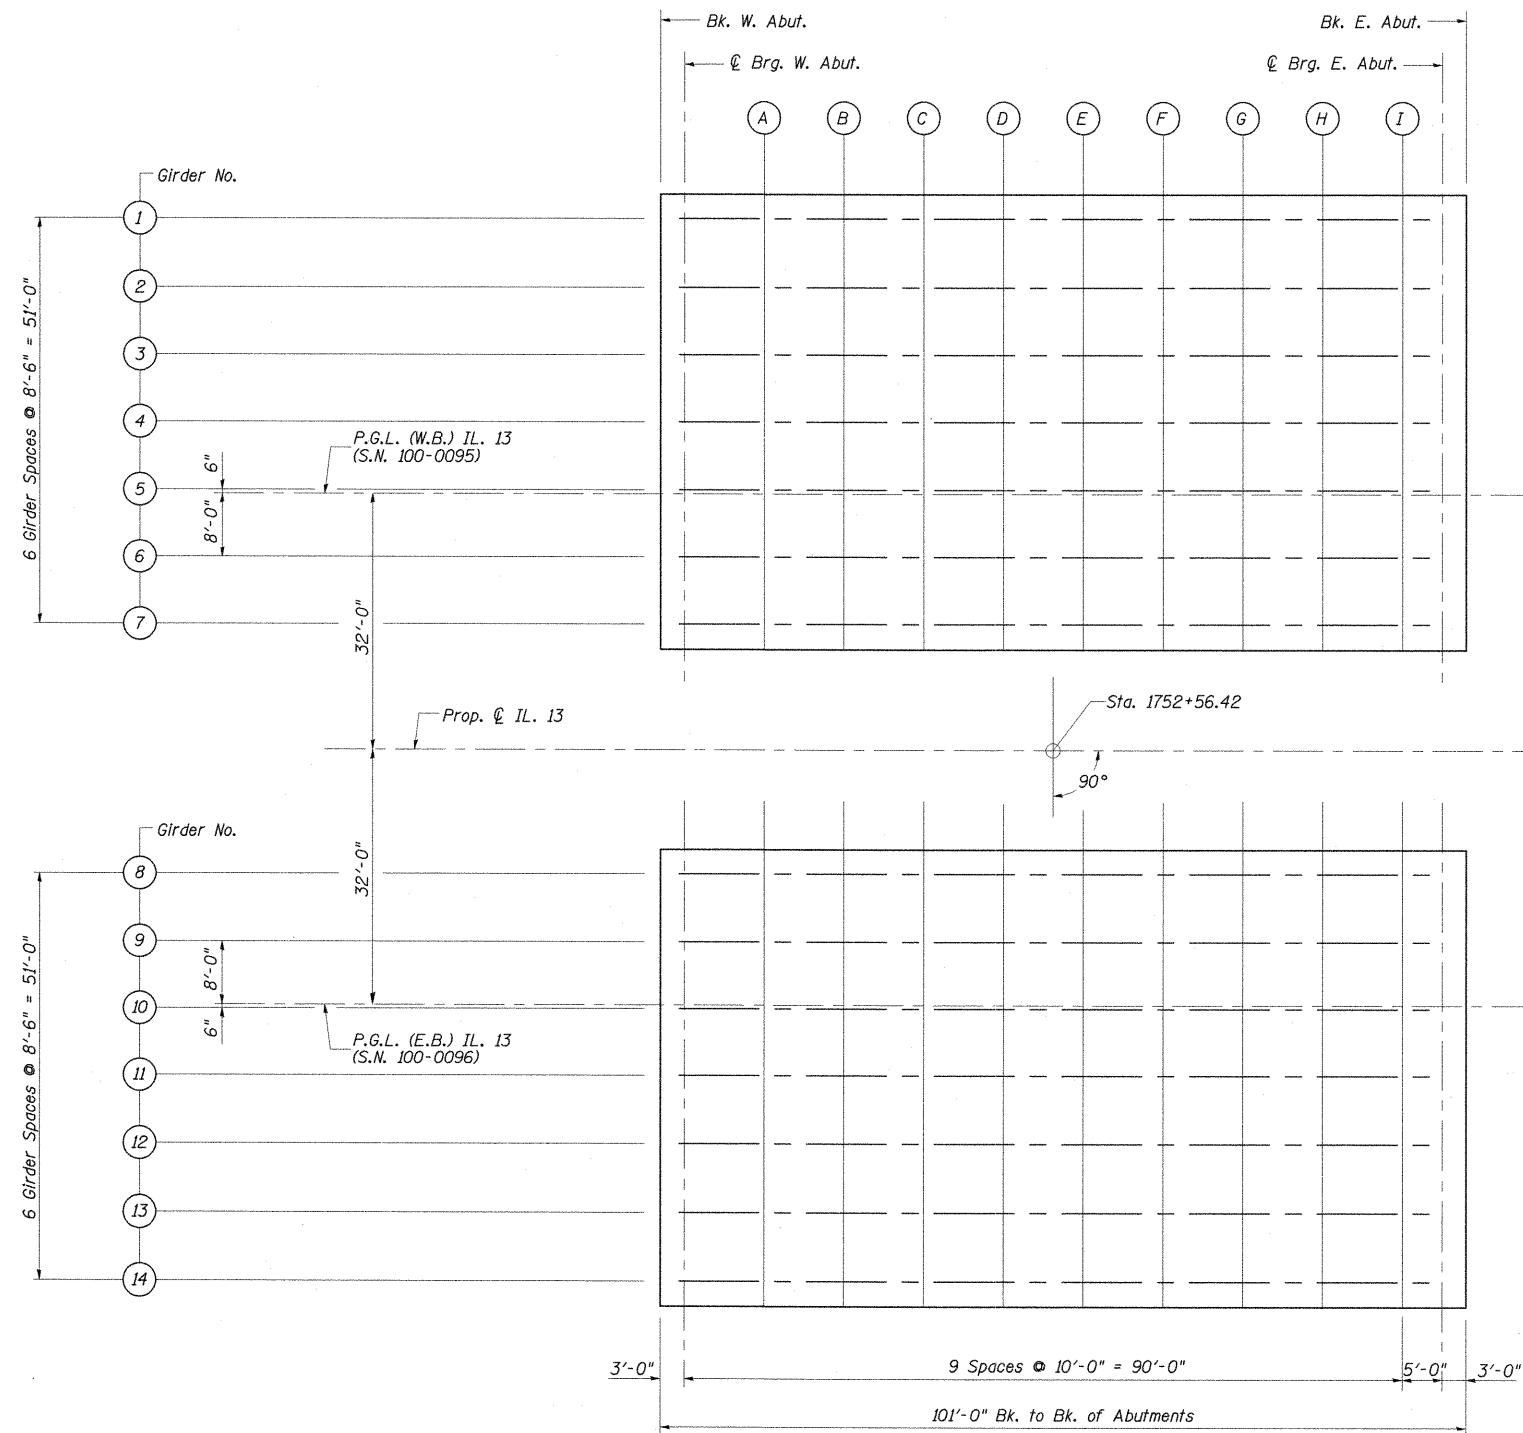 Bk. W. Abut.
Bk. E. Abut.
℄ Brg. W. Abut.
℄ Brg. E. Abut.
A B C D E F G H I
Girder No.
1
2
3
4
5
6
7
6 Girder Spaces @ 8'-6" = 51'-0"
P.G.L. (W.B.) IL. 13
(S.N. 100-0095)
6"
8'-0"
32'-0"
Prop. ℄ IL. 13
Sta. 1752+56.42
90°
Girder No.
8
9
10
11
12
13
14
6 Girder Spaces @ 8'-6" = 51'-0"
32'-0"
8'-0"
6"
P.G.L. (E.B.) IL. 13
(S.N. 100-0096)
3'-0"
9 Spaces @ 10'-0" = 90'-0"
5'-0"
3'-0"
101'-0" Bk. to Bk. of Abutments